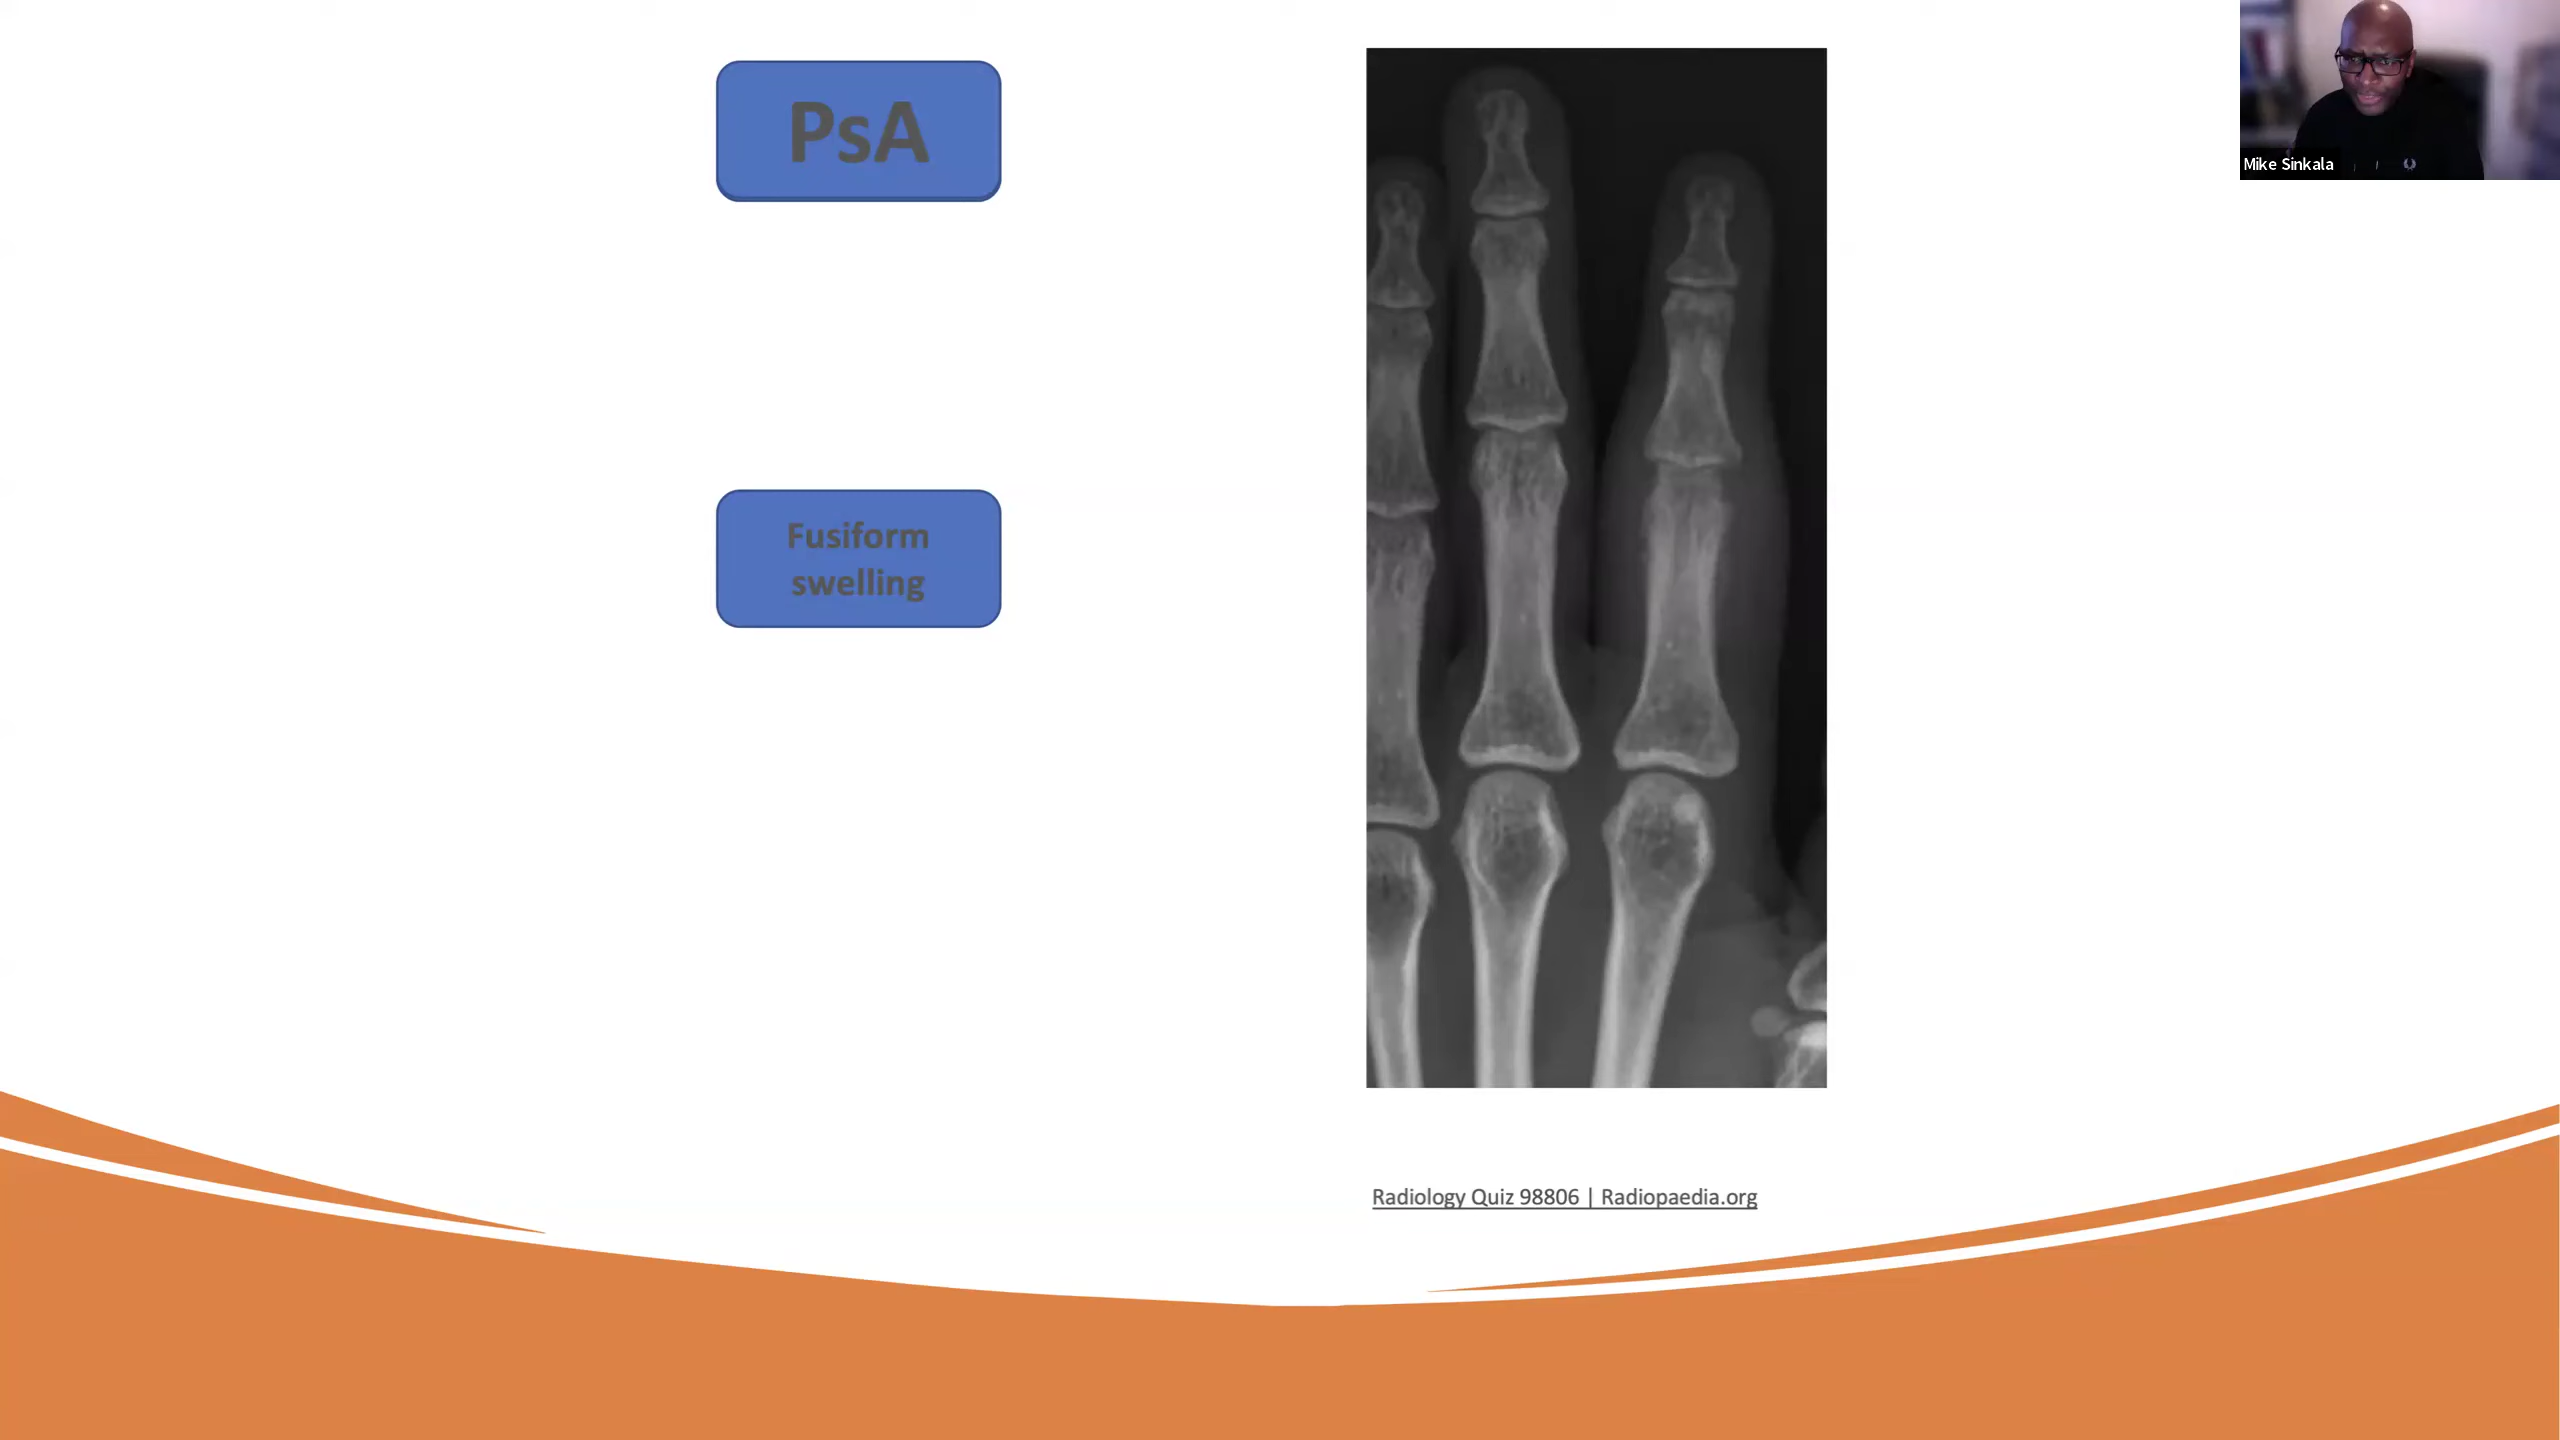 PsA
Mike Sinkala
Fusiform
swelling
Radiology Quiz 98806 | Radiopaedia.org